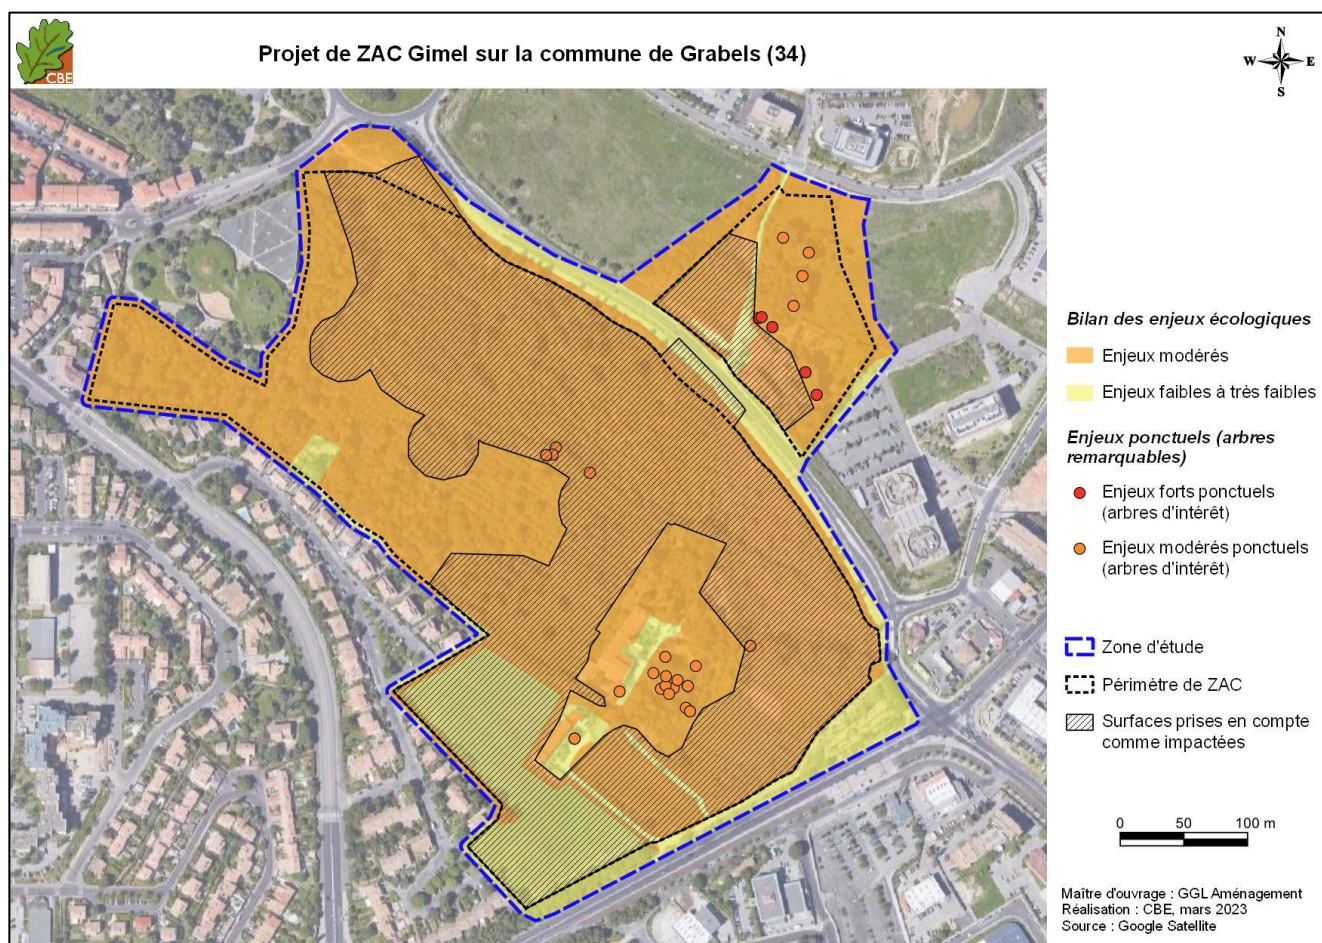 CBE
Projet de ZAC Gimel sur la commune de Grabels (34)
N
W E
S
Bilan des enjeux écologiques
Enjeux modérés
Enjeux faibles à très faibles
Enjeux ponctuels (arbres
remarquables)
Enjeux forts ponctuels
(arbres d'intérêt)
Enjeux modérés ponctuels
(arbres d'intérêt)
Zone d'étude
Périmètre de ZAC
Surfaces prises en compte
comme impactées
0 50 100 m
Maître d'ouvrage : GGL Aménagement
Réalisation : CBE, mars 2023
Source : Google Satellite